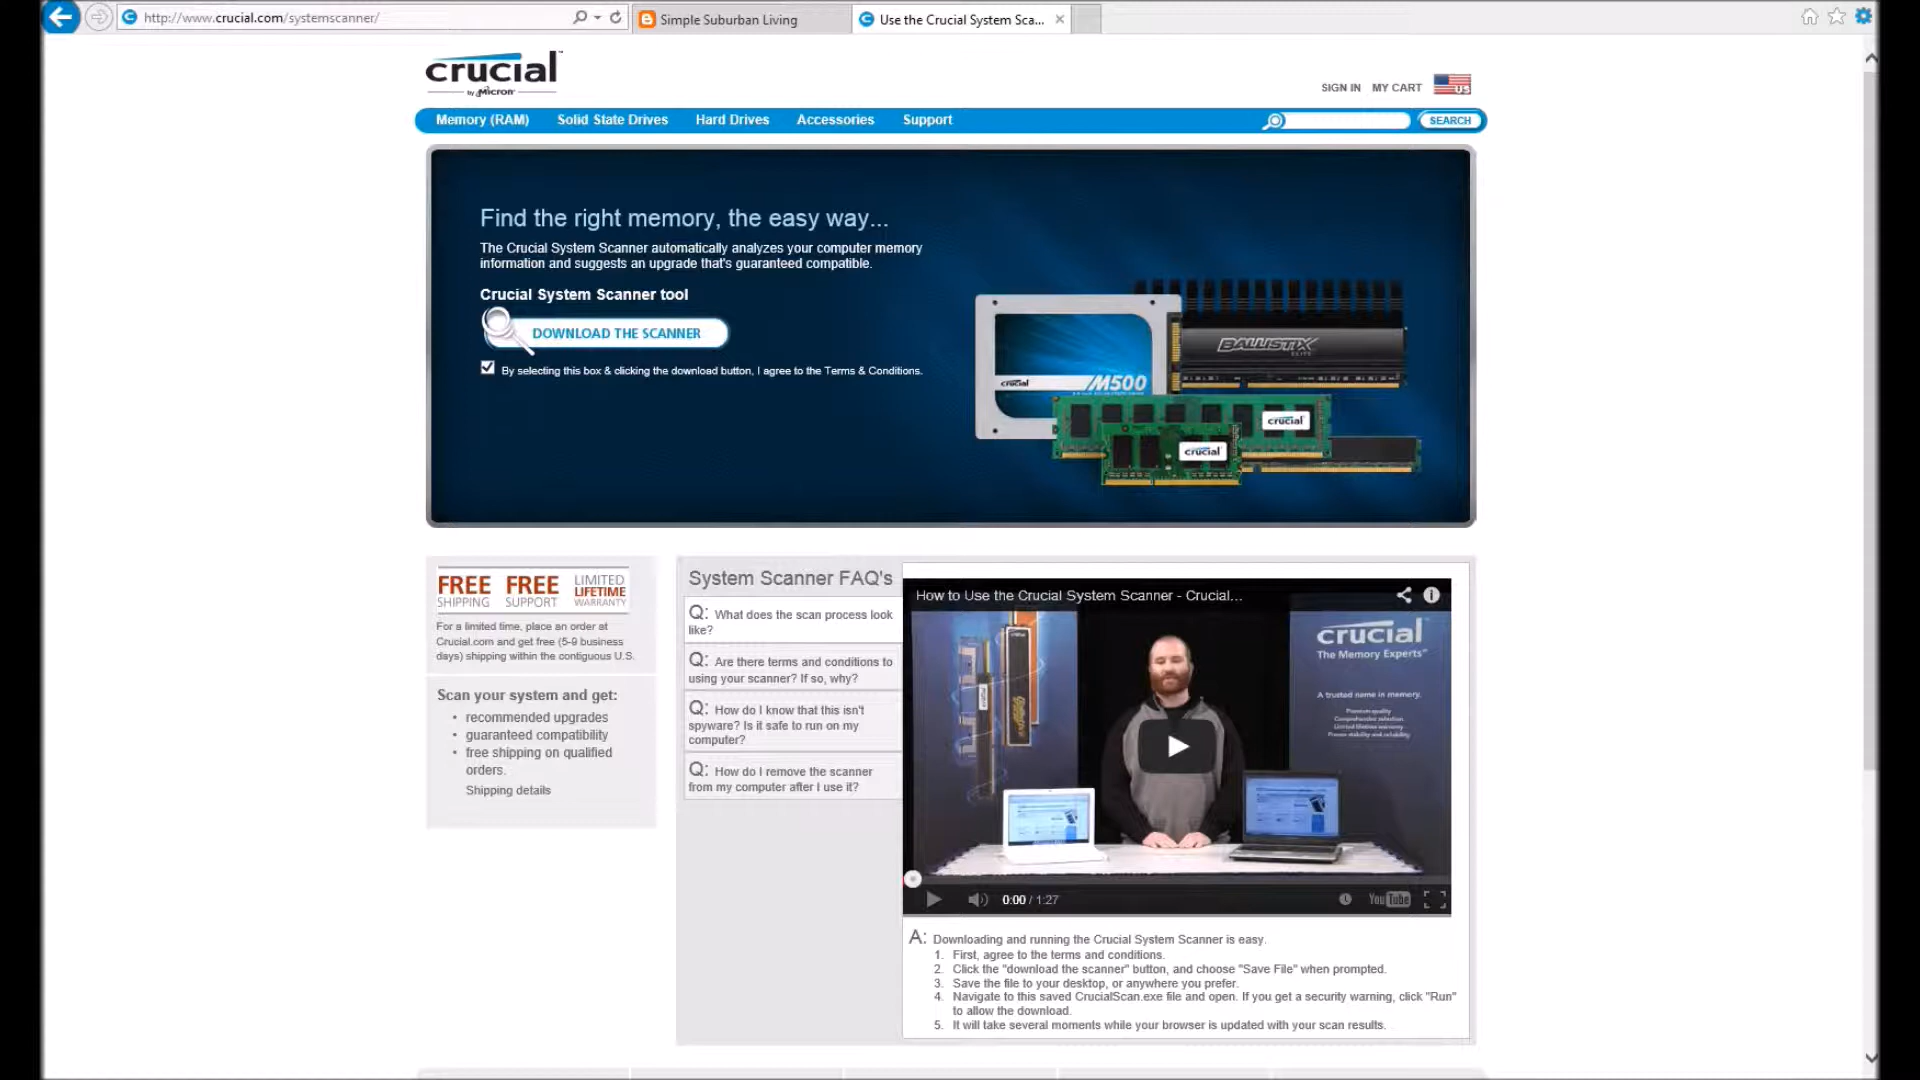 http://www.crucial.com/systemscanner/
Simple Suburban Living
Use the Crucial System Sca...
crucial
by Micron
SIGN IN MY CART
US
Memory (RAM) Solid State Drives Hard Drives Accessories Support
SEARCH
Find the right memory, the easy way...
The Crucial System Scanner automatically analyzes your computer memory
information and suggests an upgrade that's guaranteed compatible.
Crucial System Scanner tool
DOWNLOAD THE SCANNER
By selecting this box & clicking the download button, I agree to the Terms & Conditions.
BALLISTIX
ELITE
crucial M500
crucial
crucial
FREE SHIPPING
FREE SUPPORT
LIMITED LIFETIME WARRANTY
For a limited time, place an order at
Crucial.com and get free (5-9 business
days) shipping within the contiguous U.S.
Scan your system and get:
• recommended upgrades
• guaranteed compatibility
• free shipping on qualified
orders.
Shipping details
System Scanner FAQ's
Q: What does the scan process look
like?
Q: Are there terms and conditions to
using your scanner? If so, why?
Q: How do I know that this isn't
spyware? Is it safe to run on my
computer?
Q: How do I remove the scanner
from my computer after I use it?
How to Use the Crucial System Scanner - Crucial...
crucial
The Memory Experts™
A trusted name in memory.
Premium quality
Comprehensive selection
Limited lifetime warranty
Proven stability and reliability
0:00 / 1:27
YouTube
A: Downloading and running the Crucial System Scanner is easy.
1. First, agree to the terms and conditions.
2. Click the "download the scanner" button, and choose "Save File" when prompted.
3. Save the file to your desktop, or anywhere you prefer.
4. Navigate to this saved CrucialScan.exe file and open. If you get a security warning, click "Run"
to allow the download.
5. It will take several moments while your browser is updated with your scan results.